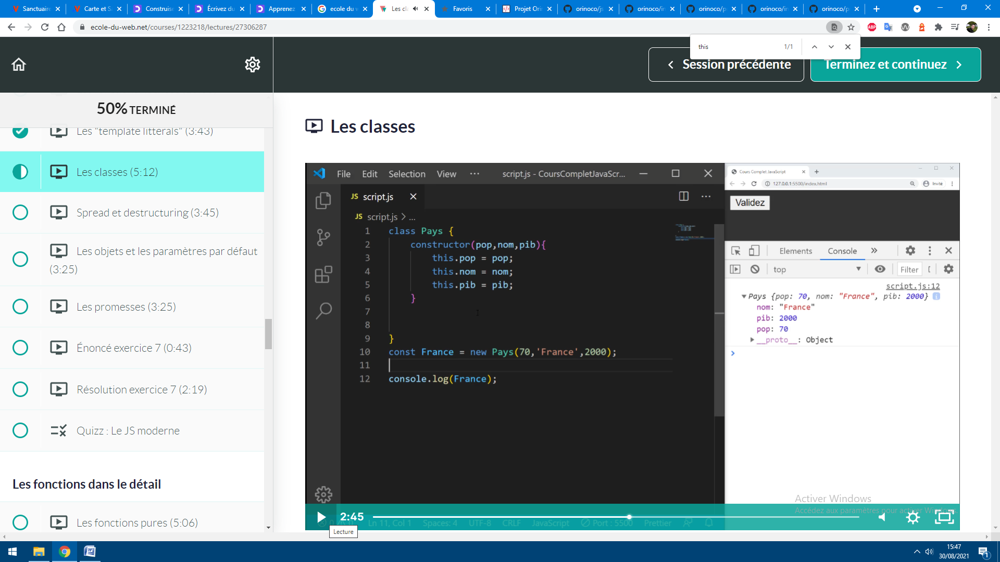 Sanctuaire
Carte et S
Construise
Écrivez du
Apprenez
ecole du w
Les cl
Favoris
Projet Ori
orinoco/js
orinoco/in
orinoco/p
orinoco/in
orinoco/p
ecole-du-web.net/courses/1223218/lectures/27306287
ABP
this
1/1
Session précédente
Terminez et continuez
50% TERMINÉ
Les "template litterals" (3:43)
Les classes (5:12)
Spread et destructuring (3:45)
Les objets et les paramètres par défaut
(3:25)
Les promesses (3:25)
Énoncé exercice 7 (0:43)
Résolution exercice 7 (2:19)
Quizz : Le JS moderne
Les fonctions dans le détail
Les fonctions pures (5:06)
Les classes
File Edit Selection View ··· script.js - CoursCompletJavaScr...
JS script.js
JS script.js > ...
1 class Pays {
2 constructor(pop,nom,pib){
3 this.pop = pop;
4 this.nom = nom;
5 this.pib = pib;
6 }
7
8
9 }
10 const France = new Pays(70,'France',2000);
11
12 console.log(France);
Cours Complet JavaScript
127.0.0.1:5500/index.html
Invité
Validez
Elements Console »
top
Filter
script.js:12
Pays {pop: 70, nom: "France", pib: 2000}
nom: "France"
pib: 2000
pop: 70
__proto__: Object
Activer Windows
Accédez aux paramètres pour activer Windows.
2:45
Ln 11, Col 1 Spaces: 4 UTF-8 CRLF JavaScript Port : 5500 Prettier
Lecture
15:47
30/08/2021
1